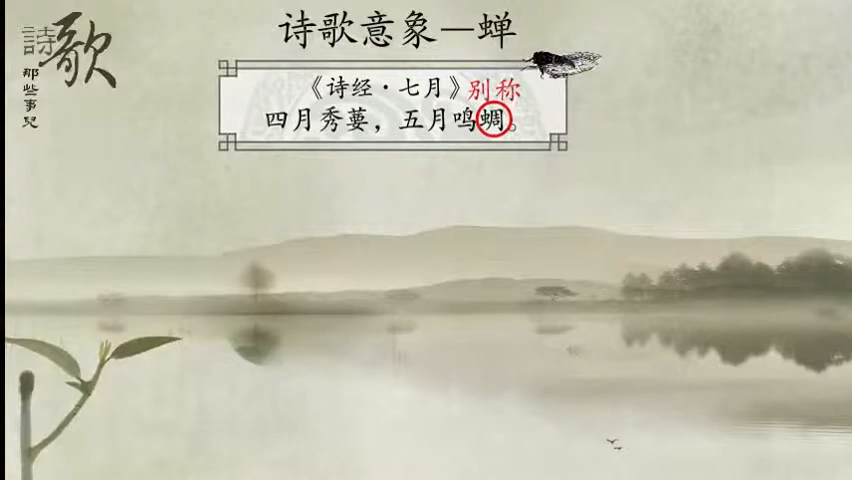 詩歌
那些事兒
诗歌意象—蝉
《诗经·七月》别称
四月秀葽，五月鸣蜩。